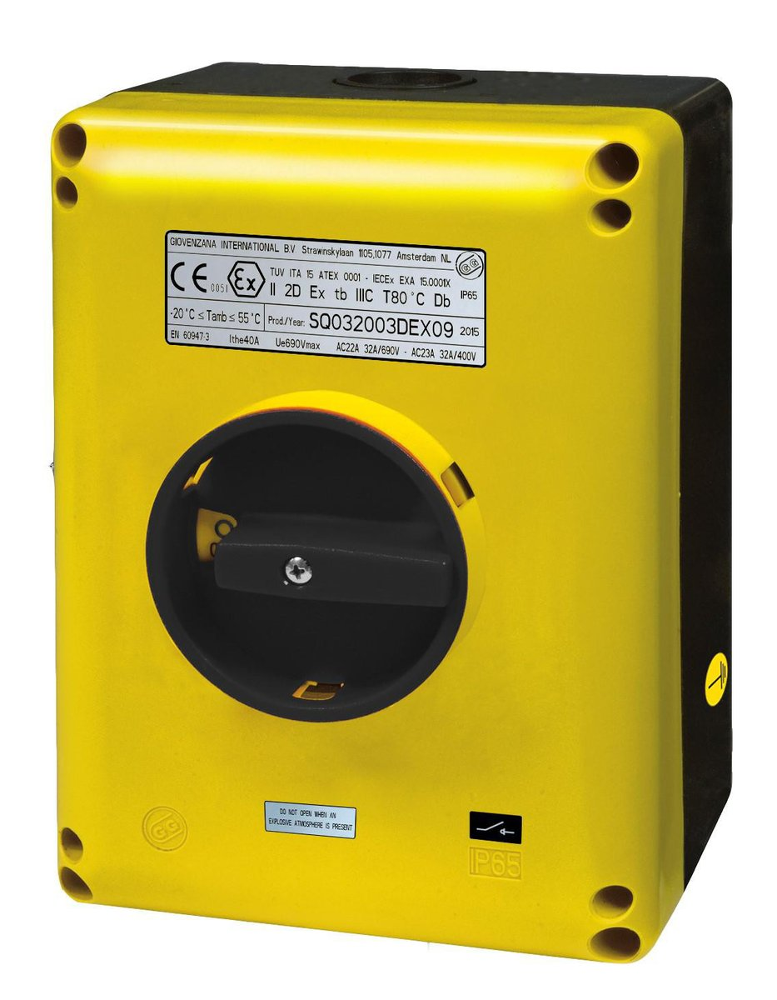 GIOVENZANA INTERNATIONAL B.V Strawinskylaan 1105,1077 Amsterdam NL
GG
CE 0051 Ex TUV ITA 15 ATEX 0001 - IECEx EXA 15.0001X
II 2D Ex tb IIIC T80°C Db IP65
-20°C ≤ Tamb ≤ 55°C Prod./Year: SQ032003DEX09 2015
EN 60947-3 Ithe40A Ue690Vmax AC22A 32A/690V - AC23A 32A/400V
O
GG
DO NOT OPEN WHEN AN
EXPLOSIVE ATMOSPHERE IS PRESENT
IP65